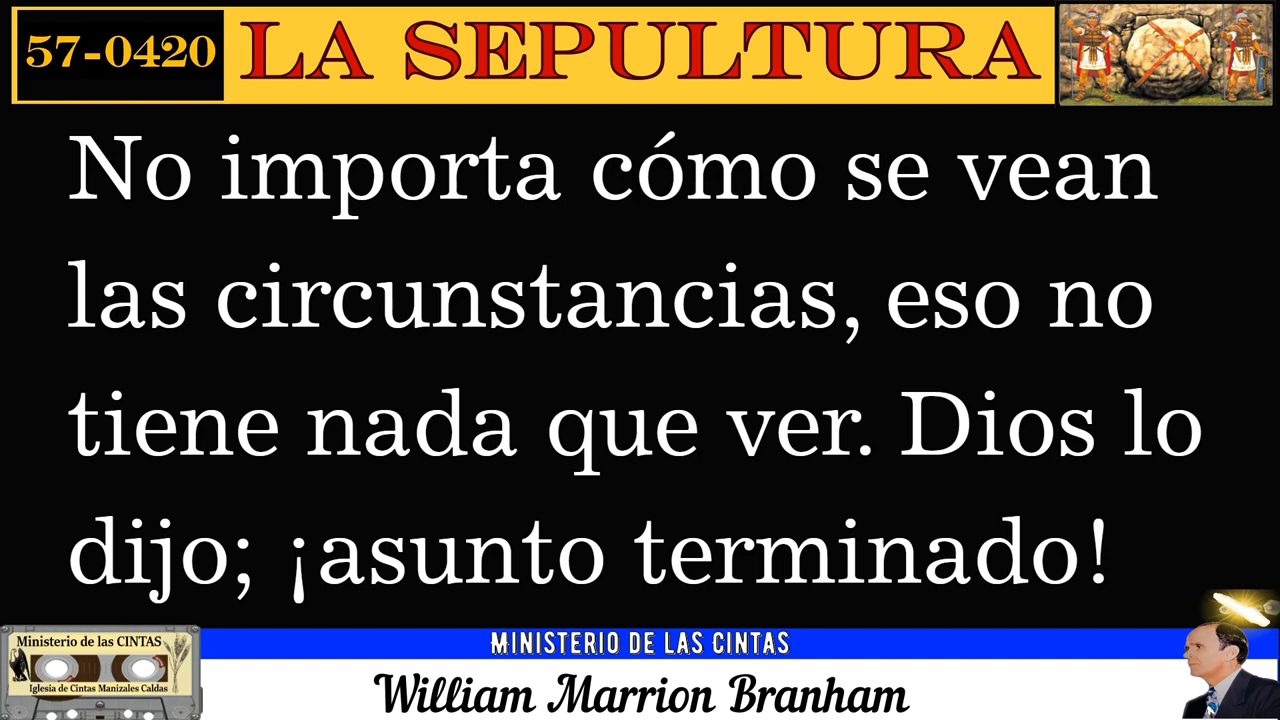 57-0420 LA SEPULTURA
No importa cómo se vean
las circunstancias, eso no
tiene nada que ver. Dios lo
dijo; ¡asunto terminado!
MINISTERIO DE LAS CINTAS
Ministerio de las CINTAS
Iglesia de Cintas Manizales Caldas
William Marrion Branham